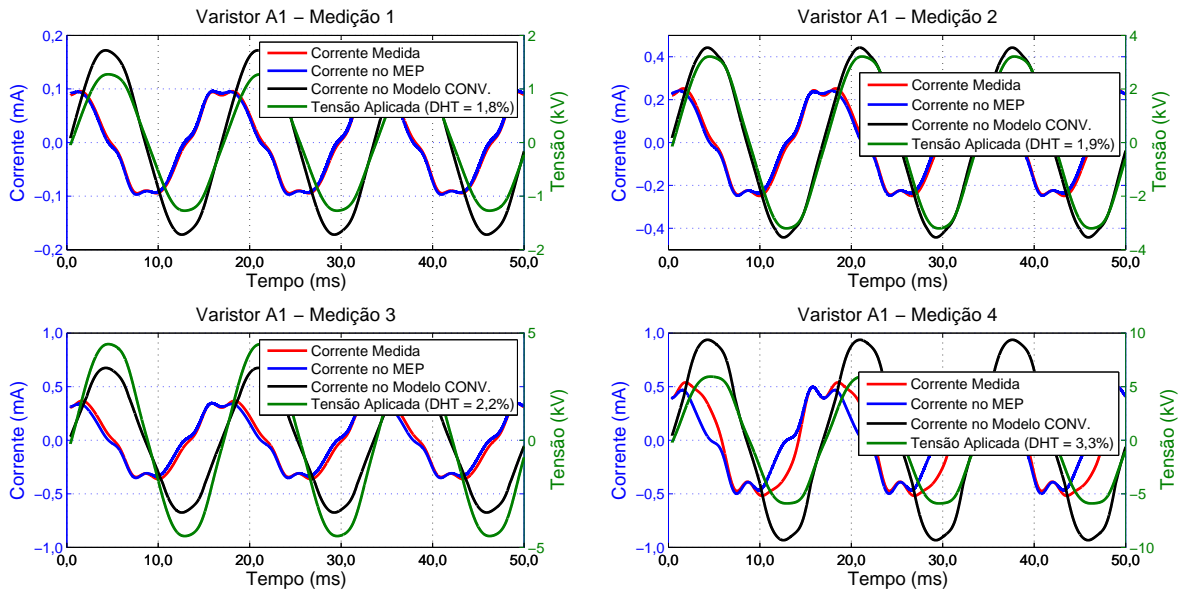 Varistor A1 − Medição 1
Corrente (mA)
0,2
0,1
0,0
−0,1
−0,2
2
1
0
−1
−2
Tensão (kV)
Corrente Medida
Corrente no MEP
Corrente no Modelo CONV.
Tensão Aplicada (DHT = 1,8%)
0,0 10,0 20,0 30,0 40,0 50,0
Tempo (ms)
Varistor A1 − Medição 2
Corrente (mA)
0,4
0,2
0,0
−0,2
−0,4
4
2
0
−2
−4
Tensão (kV)
Corrente Medida
Corrente no MEP
Corrente no Modelo CONV.
Tensão Aplicada (DHT = 1,9%)
0,0 10,0 20,0 30,0 40,0 50,0
Tempo (ms)
Varistor A1 − Medição 3
Corrente (mA)
1,0
0,5
0,0
−0,5
−1,0
5
0
−5
Tensão (kV)
Corrente Medida
Corrente no MEP
Corrente no Modelo CONV.
Tensão Aplicada (DHT = 2,2%)
0,0 10,0 20,0 30,0 40,0 50,0
Tempo (ms)
Varistor A1 − Medição 4
Corrente (mA)
1,0
0,5
0,0
−0,5
−1,0
10
5
0
−5
−10
Tensão (kV)
Corrente Medida
Corrente no MEP
Corrente no Modelo CONV.
Tensão Aplicada (DHT = 3,3%)
0,0 10,0 20,0 30,0 40,0 50,0
Tempo (ms)